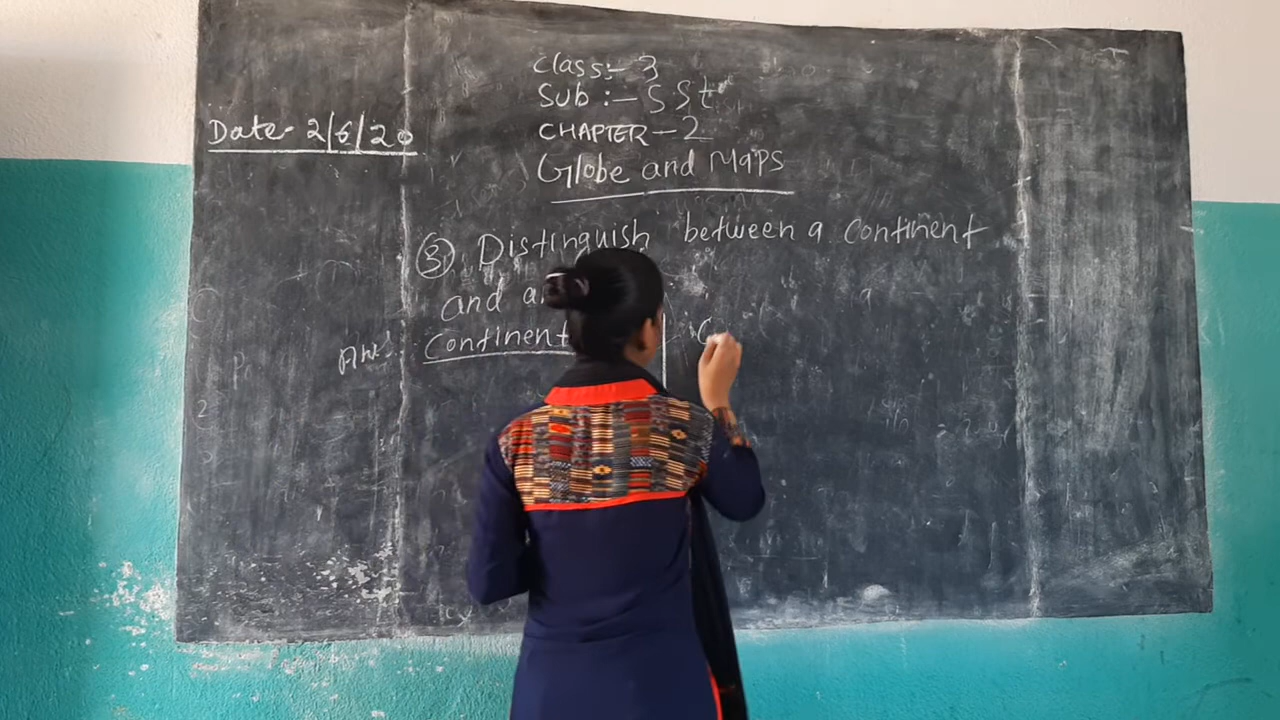 Class:- 3
Sub :- SSt
Date- 2/6/20
CHAPTER - 2
Globe and Maps
(3). Distinguish between a continent
and
Ans:- Continent